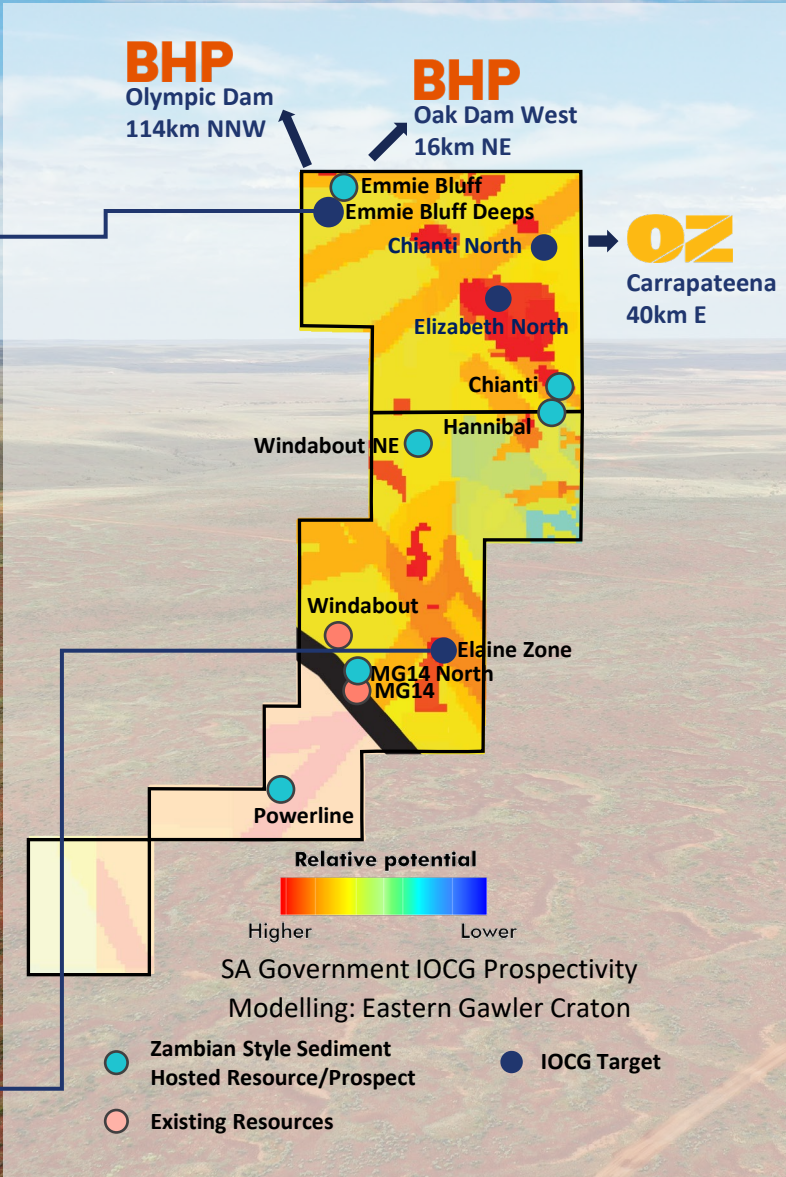 BHP
Olympic Dam
114km NNW
BHP
Oak Dam West
16km NE
Emmie Bluff
Emmie Bluff Deeps
Chianti North
OZ
Carrapateena
40km E
Elizabeth North
Chianti
Hannibal
Windabout NE
Windabout
Elaine Zone
MG14 North
MG14
Powerline
Relative potential
Higher
Lower
SA Government IOCG Prospectivity
Modelling: Eastern Gawler Craton
Zambian Style Sediment
Hosted Resource/Prospect
IOCG Target
Existing Resources